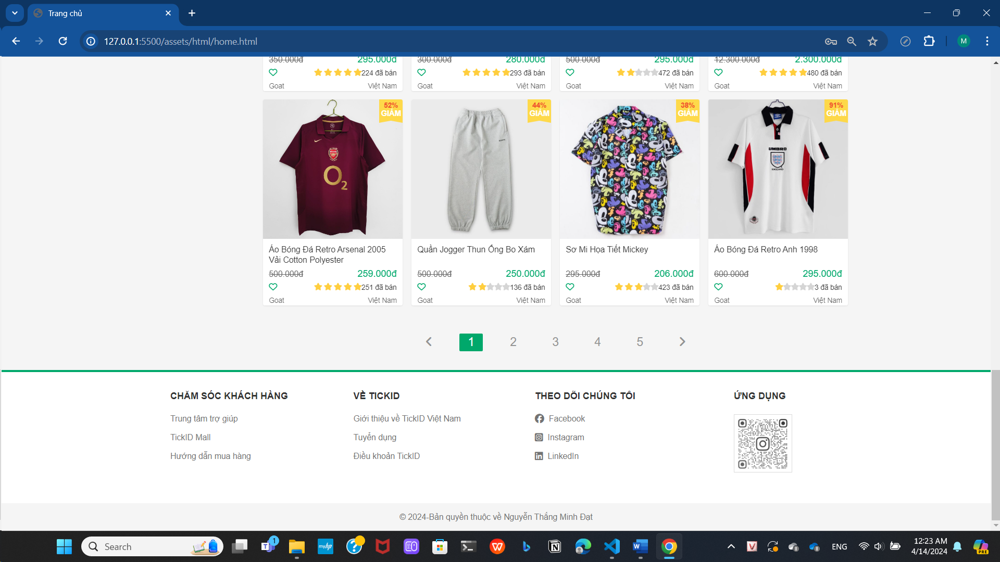 Trang chủ
127.0.0.1:5500/assets/html/home.html
M
350.000đ 295.000đ
224 đã bán
Goat Việt Nam
300.000đ 280.000đ
293 đã bán
Goat Việt Nam
500.000đ 295.000đ
472 đã bán
Goat Việt Nam
12.300.000đ 2.300.000đ
480 đã bán
Goat Việt Nam
52%
GIẢM
O2
Arsenal
Áo Bóng Đá Retro Arsenal 2005
Vải Cotton Polyester
500.000đ 259.000đ
251 đã bán
Goat Việt Nam
44%
GIẢM
Quần Jogger Thun Ống Bo Xám
500.000đ 250.000đ
136 đã bán
Goat Việt Nam
38%
GIẢM
Sơ Mi Họa Tiết Mickey
295.000đ 206.000đ
423 đã bán
Goat Việt Nam
91%
GIẢM
UMBRO
ENGLAND
Áo Bóng Đá Retro Anh 1998
600.000đ 295.000đ
3 đã bán
Goat Việt Nam
1 2 3 4 5
CHĂM SÓC KHÁCH HÀNG
Trung tâm trợ giúp
TickID Mall
Hướng dẫn mua hàng
VỀ TICKID
Giới thiệu về TickID Việt Nam
Tuyển dụng
Điều khoản TickID
THEO DÕI CHÚNG TÔI
Facebook
Instagram
LinkedIn
ỨNG DỤNG
© 2024-Bản quyền thuộc về Nguyễn Thắng Minh Đạt
Search
1
myhp
ENG
12:23 AM
4/14/2024
PRE